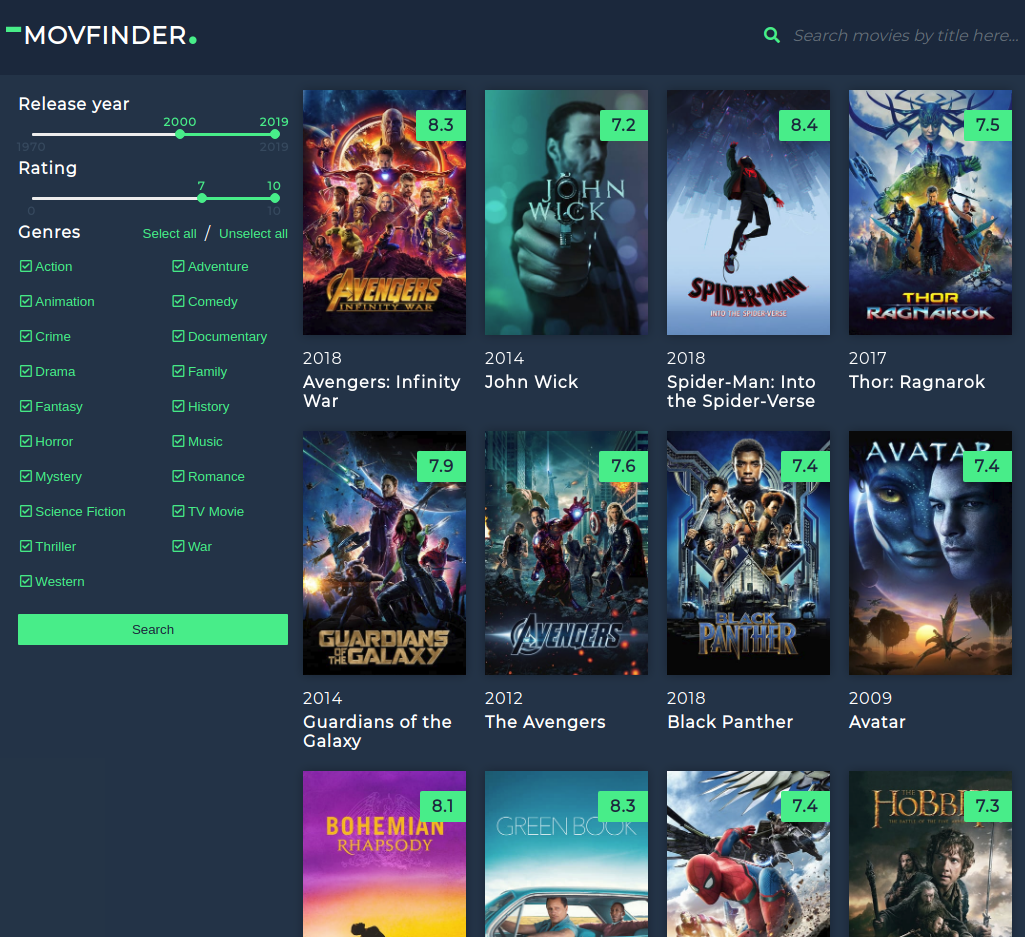 MOVFINDER.
Search movies by title here...
Release year
2000 2019
1970 2019
Rating
7 10
0 10
Genres Select all / Unselect all
Action Adventure
Animation Comedy
Crime Documentary
Drama Family
Fantasy History
Horror Music
Mystery Romance
Science Fiction TV Movie
Thriller War
Western
Search
8.3
AVENGERS
INFINITY WAR
2018
Avengers: Infinity
War
7.2
JOHN
WICK
2014
John Wick
8.4
SPIDER-MAN
INTO THE SPIDER-VERSE
2018
Spider-Man: Into
the Spider-Verse
7.5
THOR
RAGNAROK
2017
Thor: Ragnarok
7.9
GUARDIANS
OF THE GALAXY
2014
Guardians of the
Galaxy
7.6
AVENGERS
2012
The Avengers
7.4
BLACK
PANTHER
2018
Black Panther
AVATAR
7.4
2009
Avatar
8.1
BOHEMIAN
RHAPSODY
8.3
GREEN BOOK
7.4
7.3
THE
HOBBIT